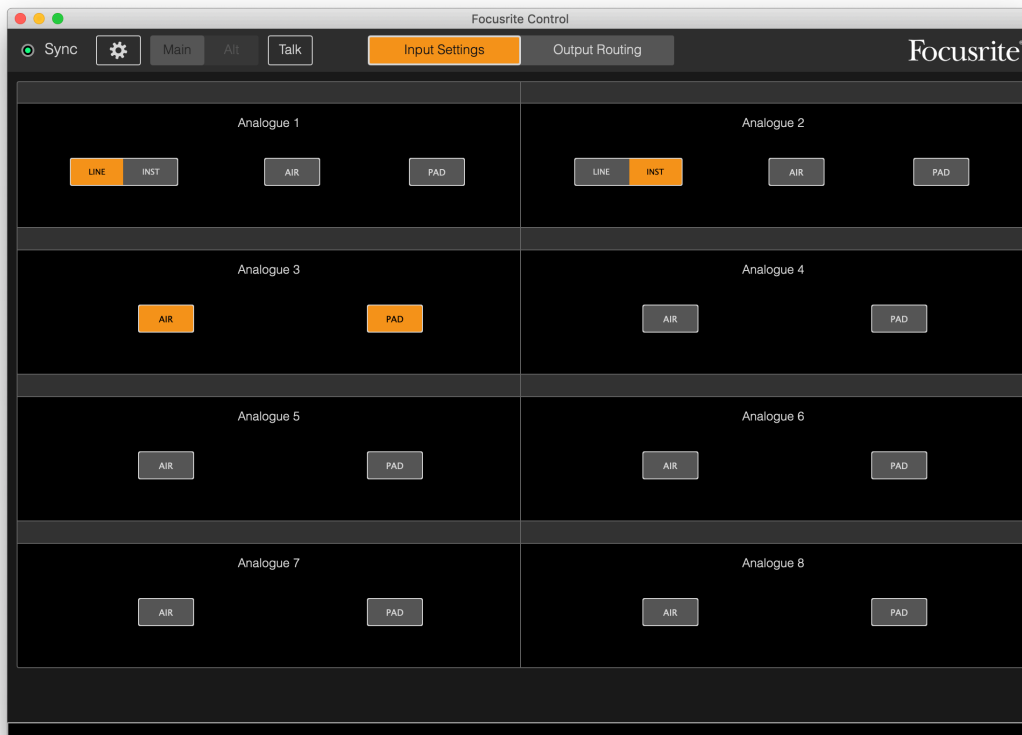 Focusrite Control
Sync Main Alt Talk Input Settings Output Routing Focusrite®
Analogue 1 Analogue 2
LINE INST AIR PAD LINE INST AIR PAD
Analogue 3 Analogue 4
AIR PAD AIR PAD
Analogue 5 Analogue 6
AIR PAD AIR PAD
Analogue 7 Analogue 8
AIR PAD AIR PAD